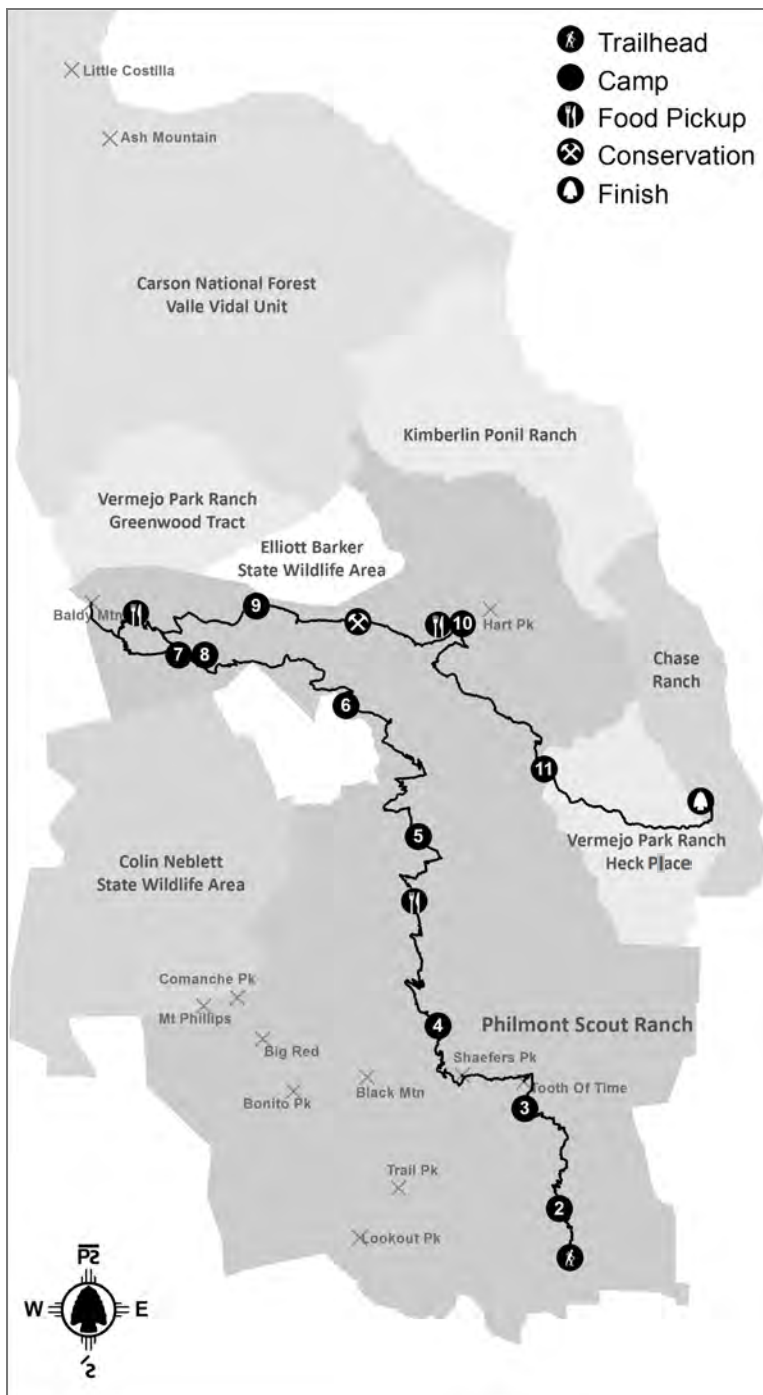 Trailhead
Camp
Food Pickup
Conservation
Finish
Little Costilla
Ash Mountain
Carson National Forest
Valle Vidal Unit
Kimberlin Ponil Ranch
Vermejo Park Ranch
Greenwood Tract
Elliott Barker
State Wildlife Area
Baldy Mtn
9
10
Hart Pk
7
8
Chase
Ranch
6
11
5
Vermejo Park Ranch
Heck Place
Colin Neblett
State Wildlife Area
Comanche Pk
Mt Phillips
4
Philmont Scout Ranch
Big Red
Shaefers Pk
Black Mtn
Tooth Of Time
Bonito Pk
3
Trail Pk
2
Lookout Pk
W
E